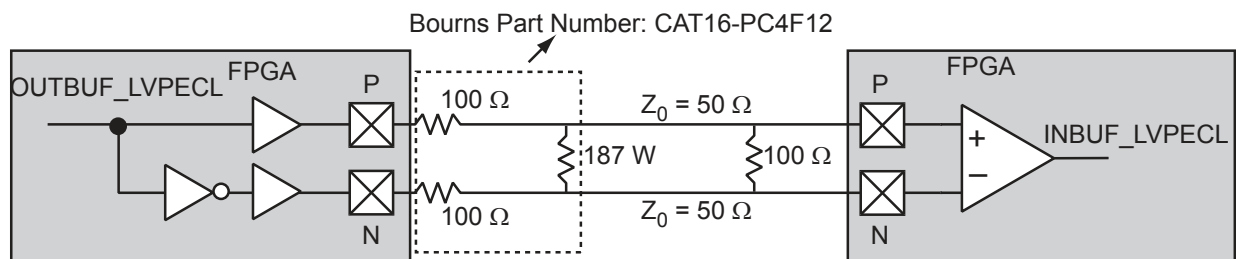 Bourns Part Number: CAT16-PC4F12
OUTBUF_LVPECL
FPGA
P
100 Ω
Z0 = 50 Ω
P
FPGA
187 W
100 Ω
+
−
INBUF_LVPECL
N
100 Ω
Z0 = 50 Ω
N